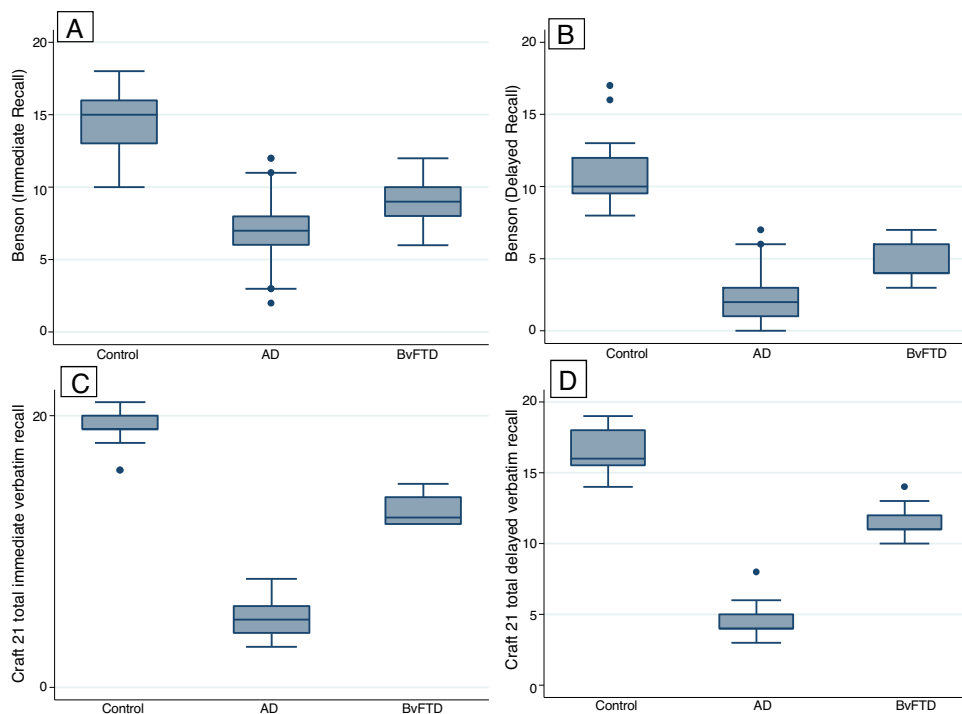 A
Benson (Immediate Recall)
20
15
10
5
0
Control AD BvFTD
B
Benson (Delayed Recall)
20
15
10
5
0
Control AD BvFTD
C
Craft 21 total immediate verbatim recall
20
0
Control AD BvFTD
D
Craft 21 total delayed verbatim recall
20
15
10
5
0
Control AD BvFTD